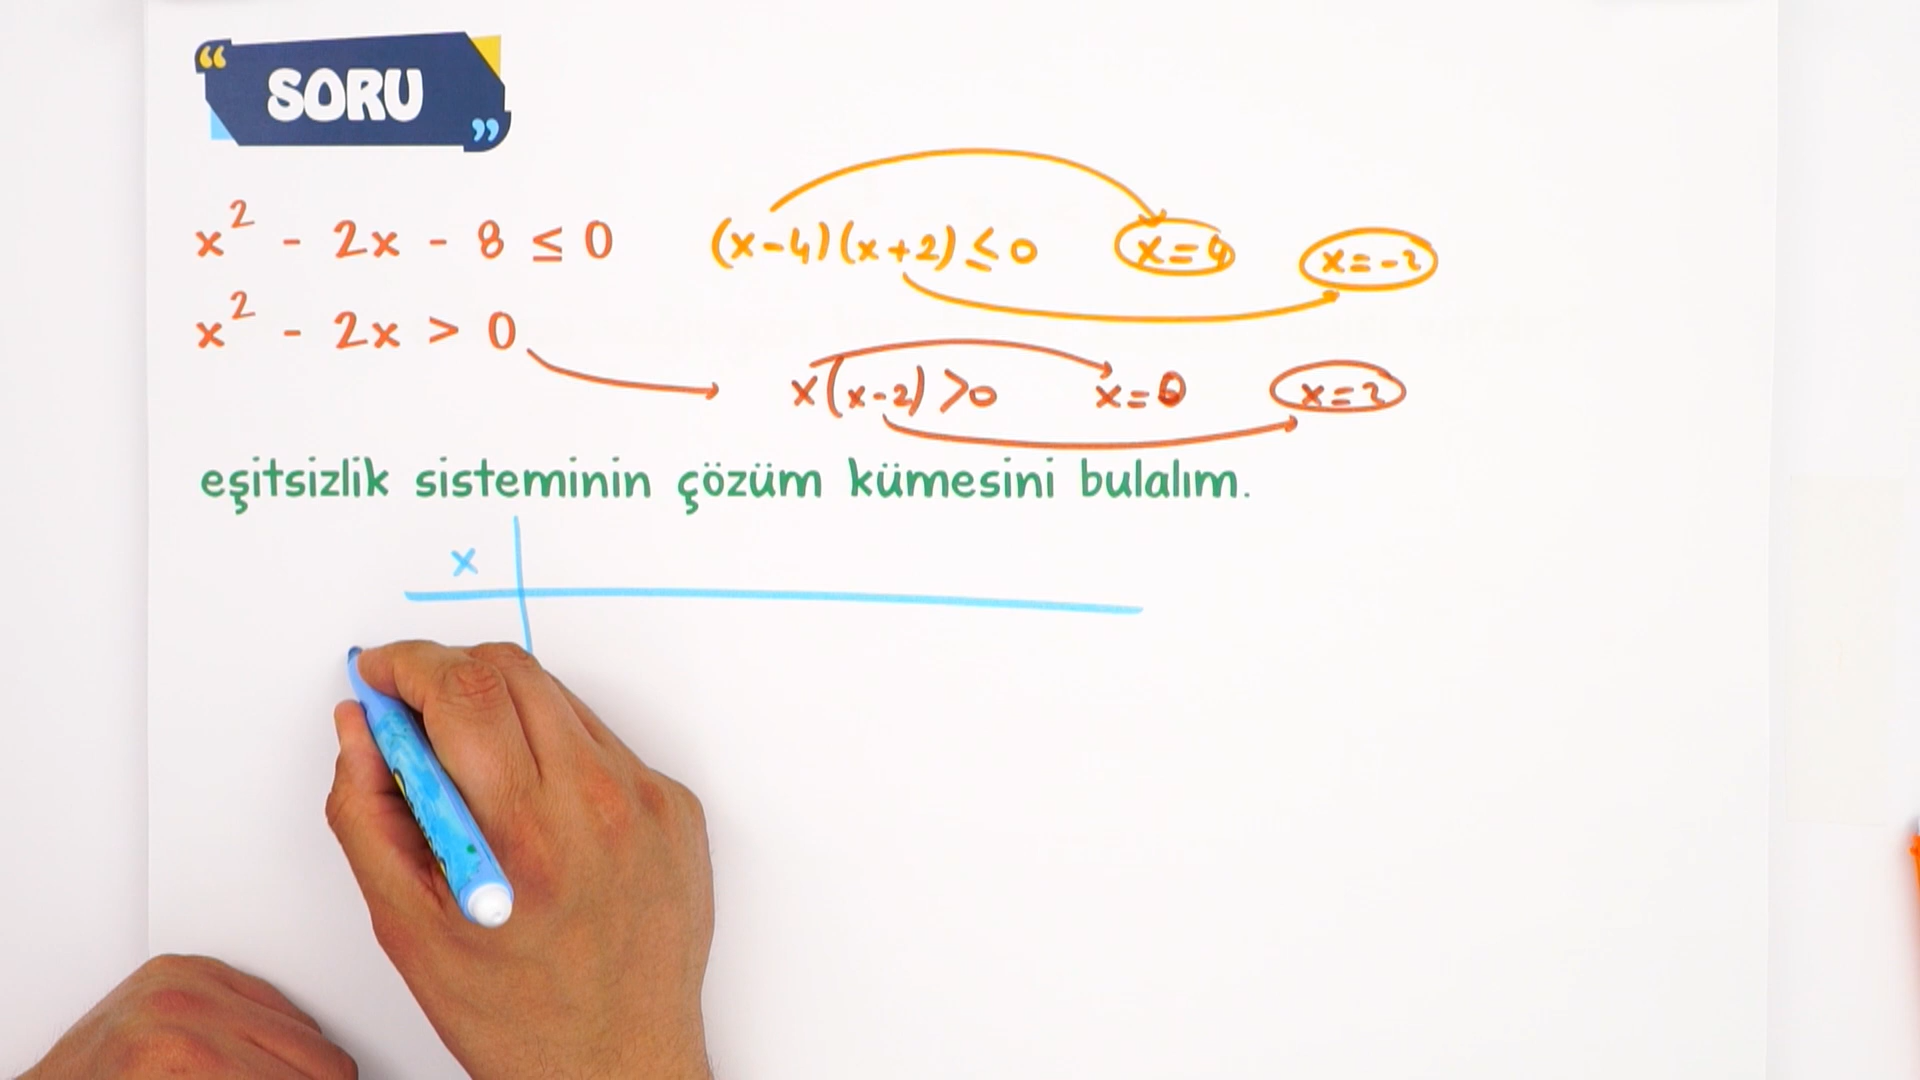 “ SORU ”
x² - 2x - 8 ≤ 0 (x-4)(x+2) ≤ 0 x=4 x=-2
x² - 2x > 0
x(x-2) >0 x=0 x=2
eşitsizlik sisteminin çözüm kümesini bulalım.
x